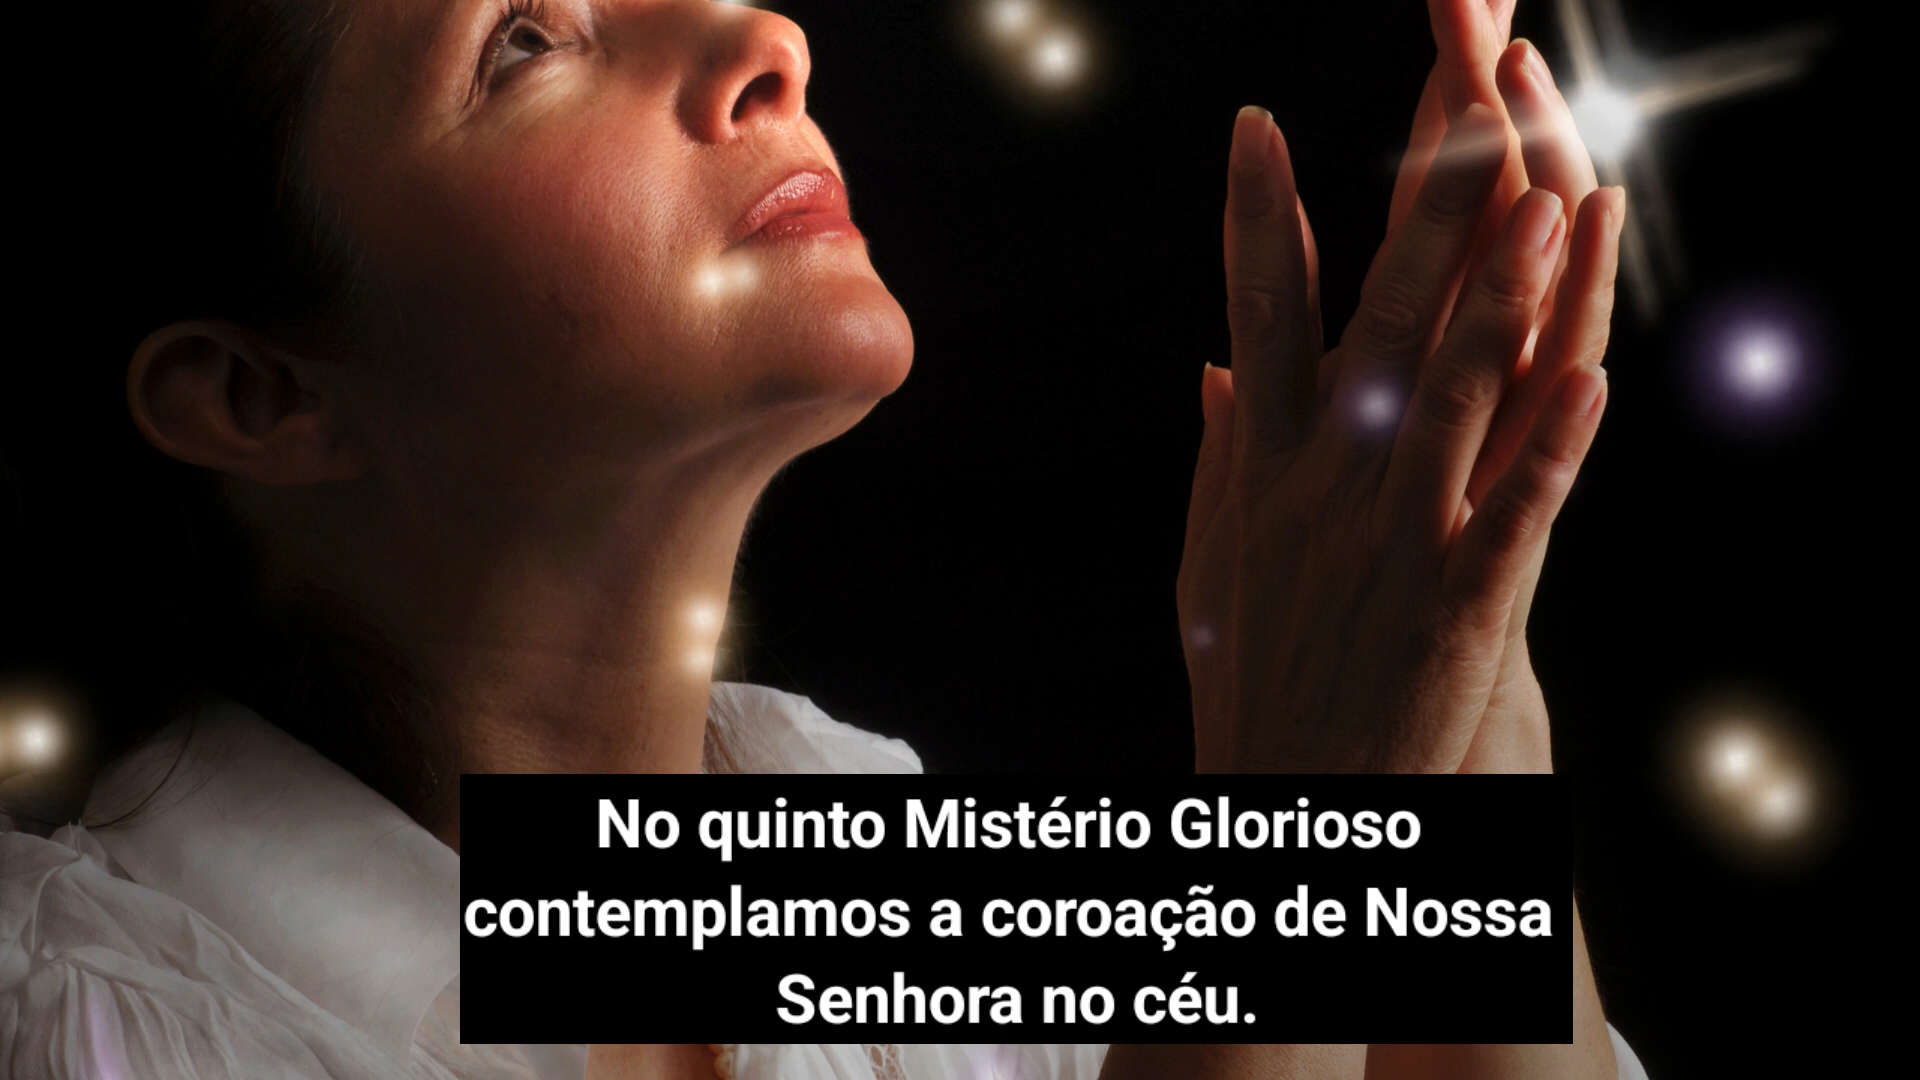 No quinto Mistério Glorioso
contemplamos a coroação de Nossa
Senhora no céu.